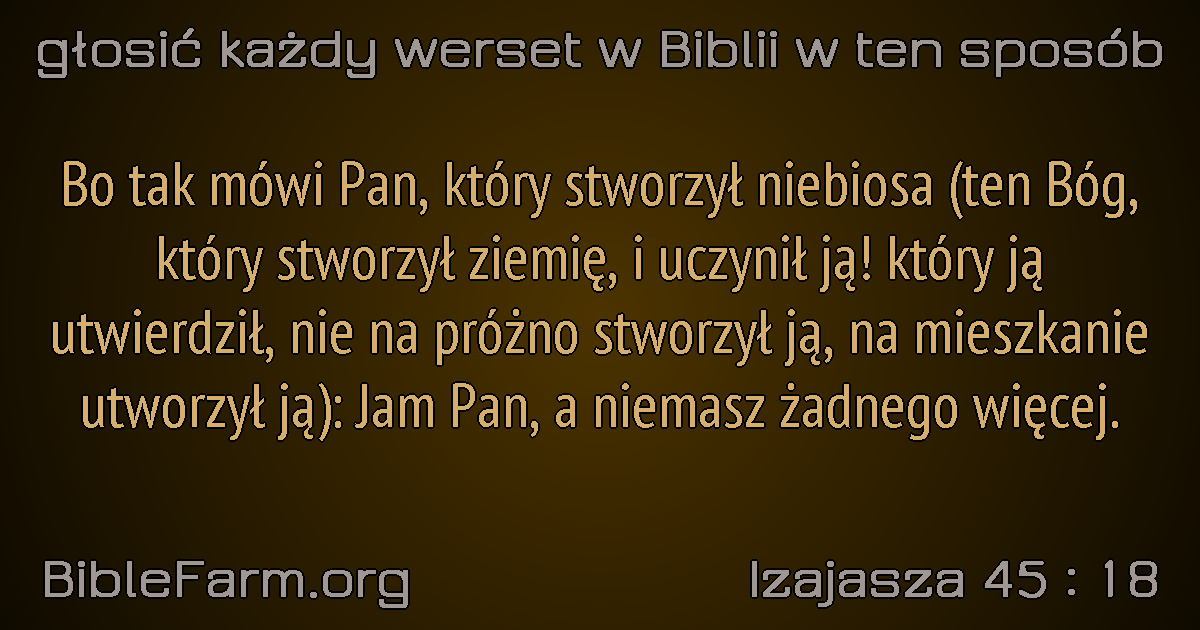 głosić każdy werset w Biblii w ten sposób
Bo tak mówi Pan, który stworzył niebiosa (ten Bóg,
który stworzył ziemię, i uczynił ją! który ją
utwierdził, nie na próżno stworzył ją, na mieszkanie
utworzył ją): Jam Pan, a niemasz żadnego więcej.
BibleFarm.org
Izajasza 45 : 18